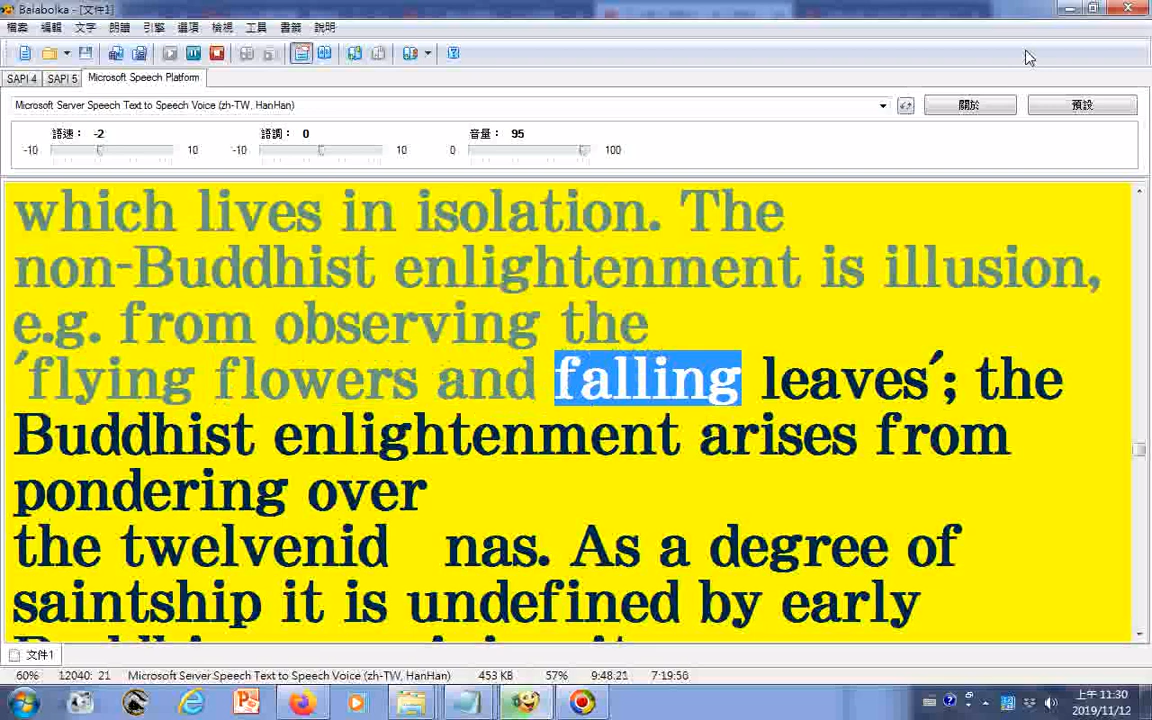 Balabolka - [文件1]
檔案 編輯 文字 朗讀 引擎 選項 檢視 工具 書籤 說明
SAPI 4 SAPI 5 Microsoft Speech Platform
Microsoft Server Speech Text to Speech Voice (zh-TW, HanHan) 關於 預設
語速： -2 語調： 0 音量： 95
-10 10 -10 10 0 100
which lives in isolation. The
non-Buddhist enlightenment is illusion,
e.g. from observing the
'flying flowers and falling leaves'; the
Buddhist enlightenment arises from
pondering over
the twelvenid nas. As a degree of
saintship it is undefined by early
文件1
60% 12040: 21 Microsoft Server Speech Text to Speech Voice (zh-TW, HanHan) 453 KB 57% 9:48:21 7:19:50
上午 11:30
2019/11/12